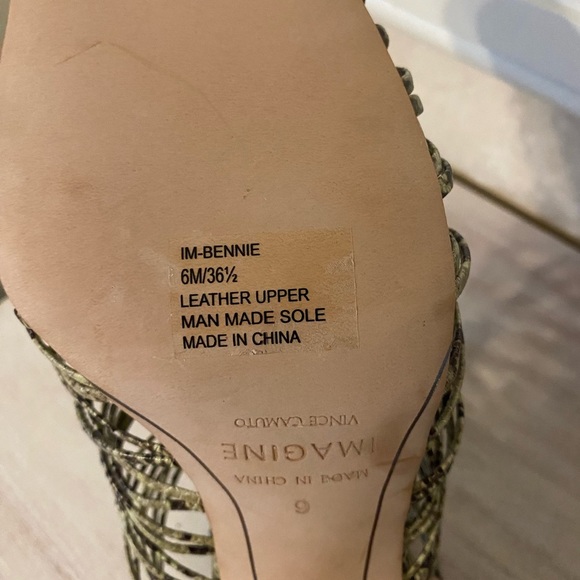 IM-BENNIE
6M/36½
LEATHER UPPER
MAN MADE SOLE
MADE IN CHINA
VINCE CAMUTO
IMAGINE
MADE IN CHINA
6